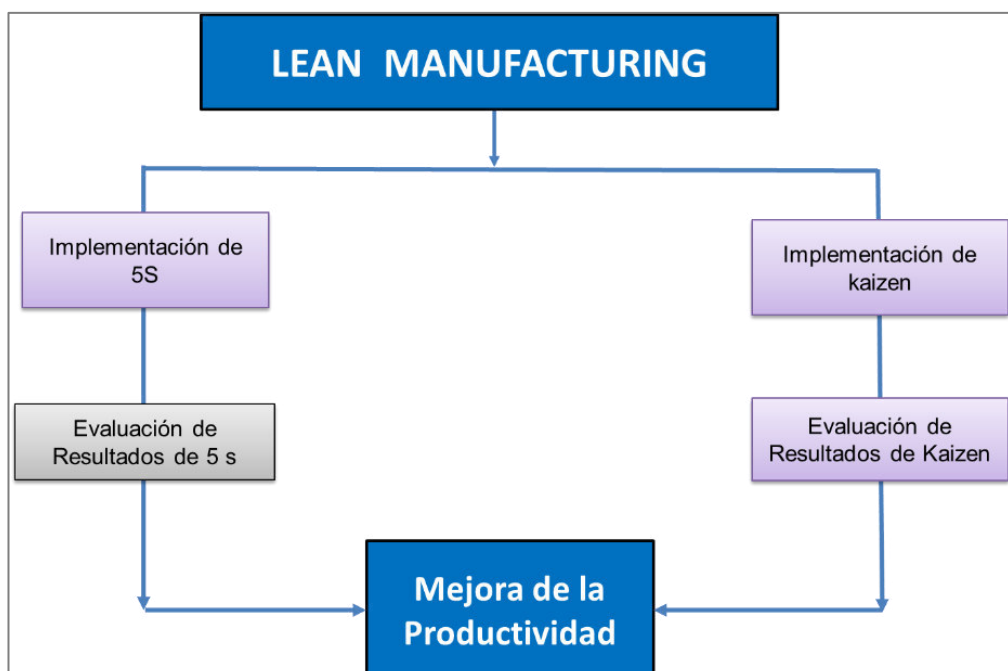 LEAN MANUFACTURING
Implementación de
5S
Implementación de
kaizen
Evaluación de
Resultados de 5 s
Evaluación de
Resultados de Kaizen
Mejora de la
Productividad